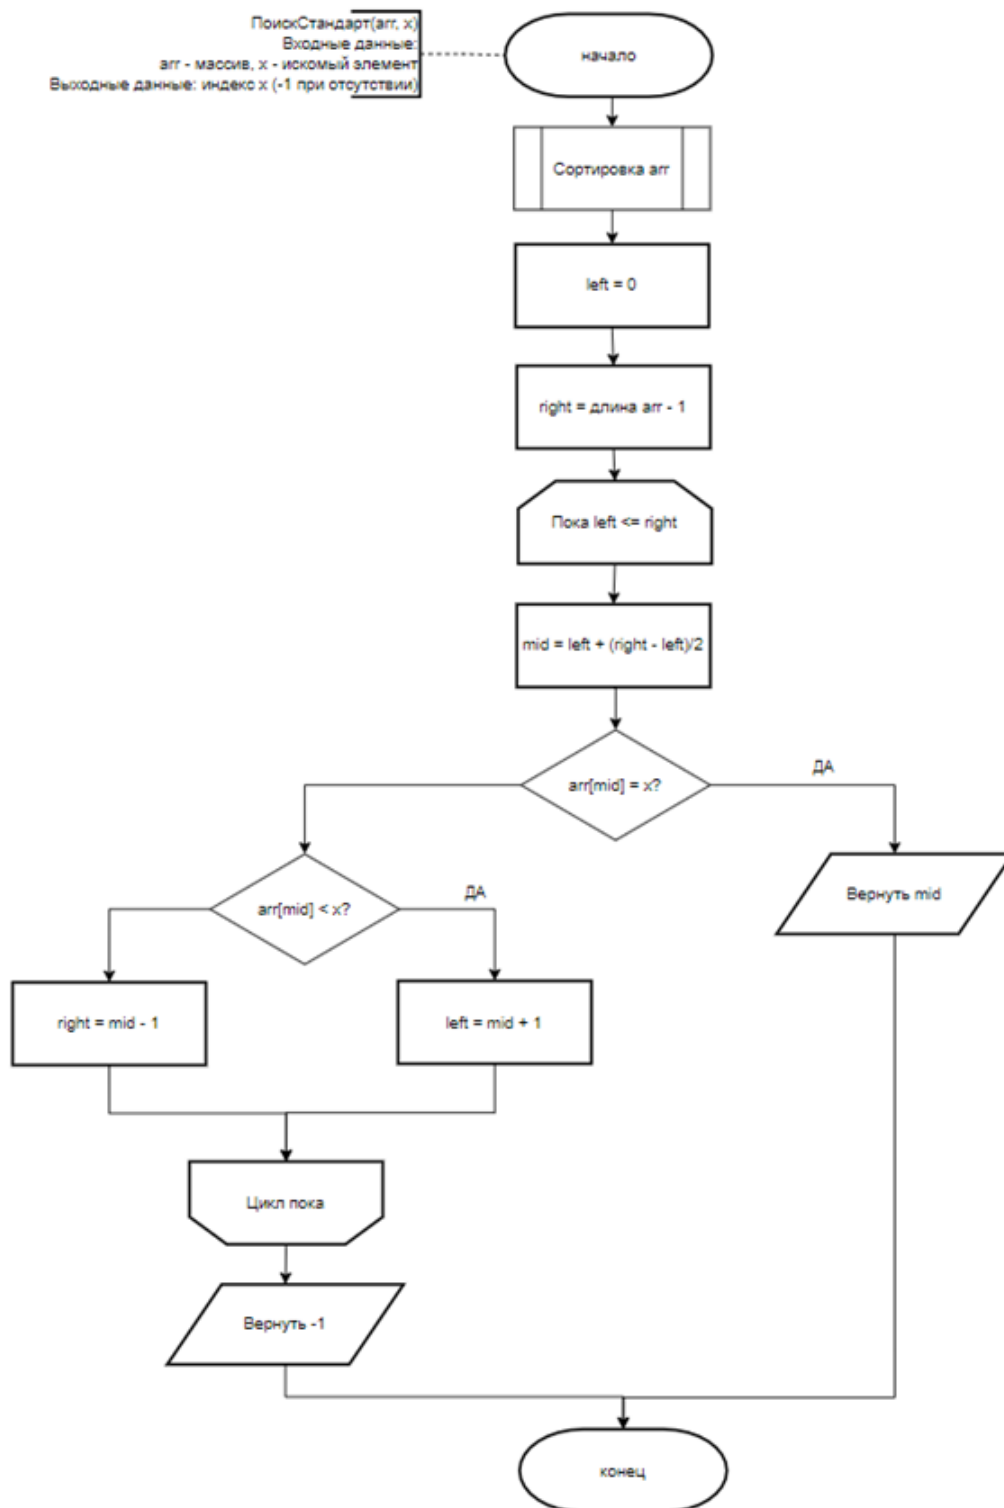 ПоискСтандарт(arr, x)
Входные данные:
arr - массив, x - искомый элемент
Выходные данные: индекс x (-1 при отсутствии)
начало
Сортировка arr
left = 0
right = длина arr - 1
Пока left <= right
mid = left + (right - left)/2
arr[mid] = x?
ДА
arr[mid] < x?
ДА
Вернуть mid
right = mid - 1
left = mid + 1
Цикл пока
Вернуть -1
конец